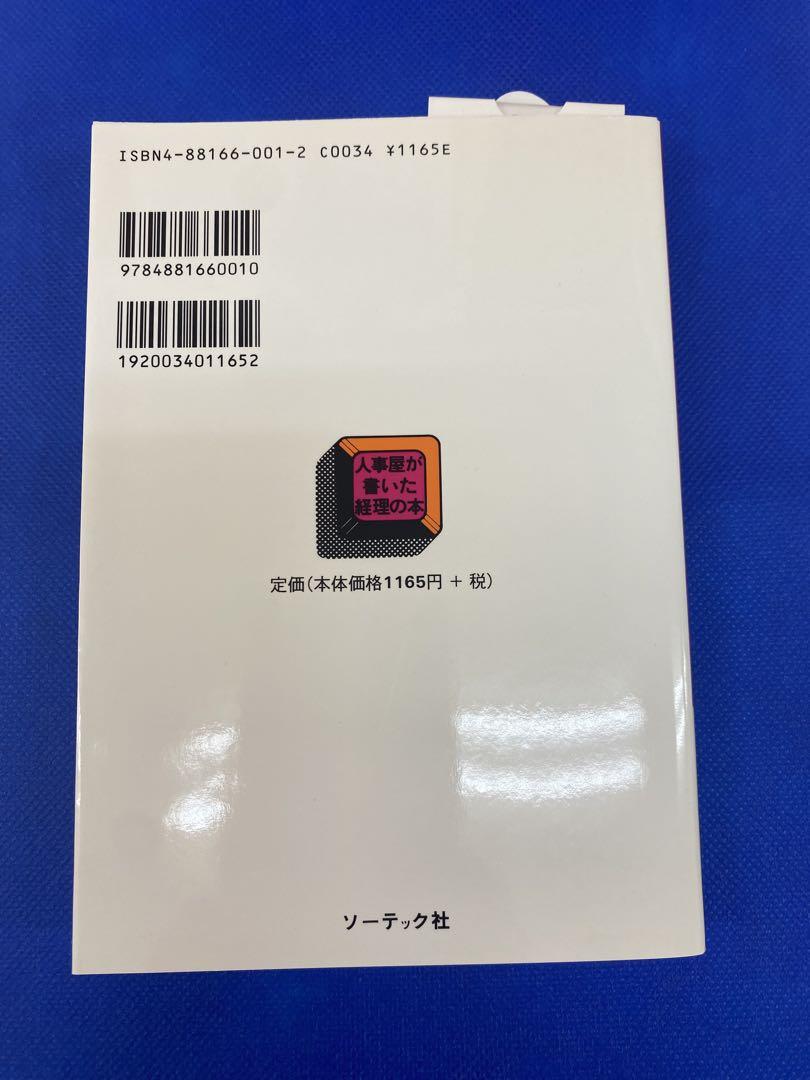 ISBN4-88166-001-2 C0034 ¥1165E
9784881660010
1920034011652
人事屋が
書いた
経理の本
定価(本体価格1165円 + 税)
ソーテック社